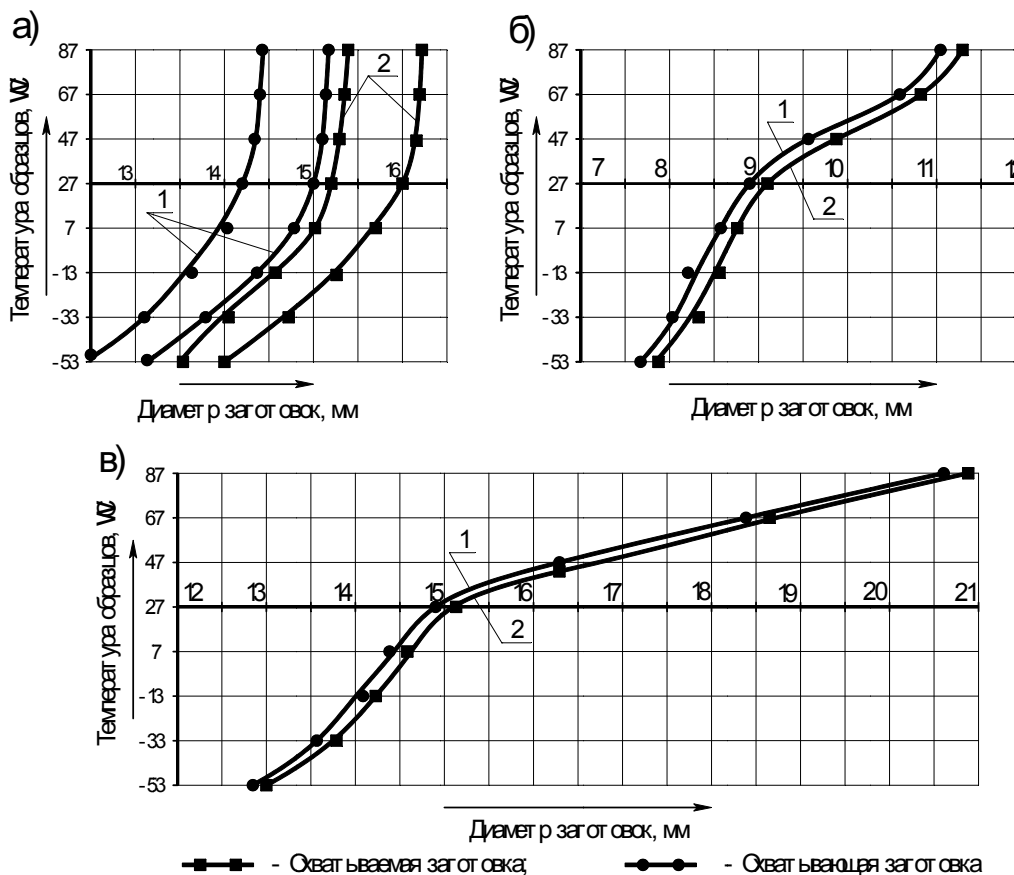 а)
87
67
47
27
7
-13
-33
-53
Температура образцов,
13 14 15 16
1
2
Диаметр заготовок, мм
б)
87
67
47
27
7
-13
-33
-53
Температура образцов,
7 8 9 10 11
1
2
Диаметр заготовок, мм
в)
87
67
47
27
7
-13
-33
-53
Температура образцов,
12 13 14 15 16 17 18 19 20 21
1
2
Диаметр заготовок, мм
- Охватываемая заготовка; - Охватывающая заготовка